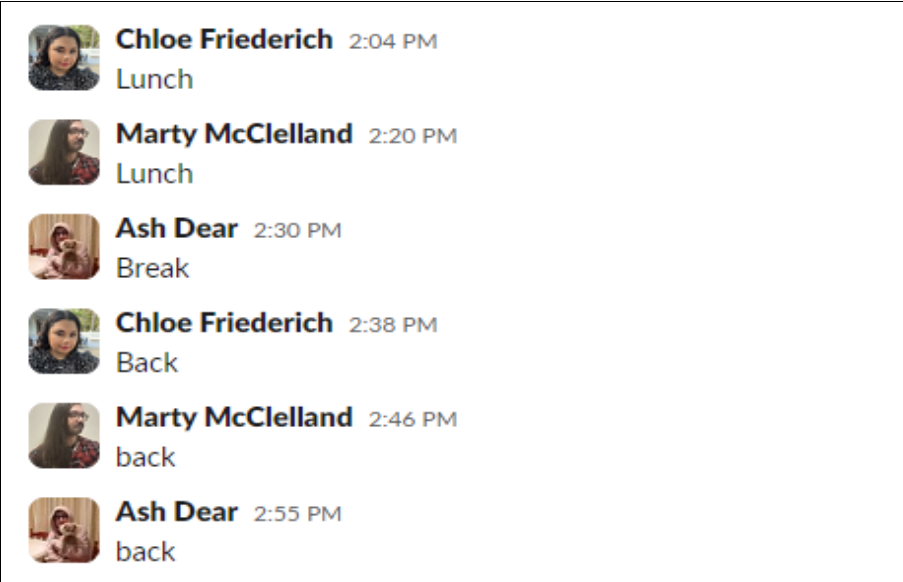 Chloe Friederich 2:04 PM
Lunch
Marty McClelland 2:20 PM
Lunch
Ash Dear 2:30 PM
Break
Chloe Friederich 2:38 PM
Back
Marty McClelland 2:46 PM
back
Ash Dear 2:55 PM
back